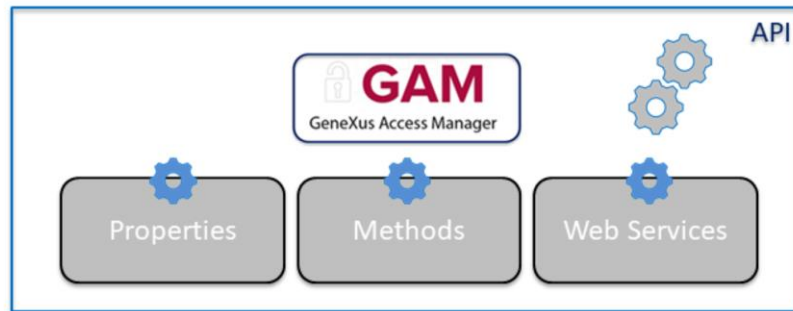 API
GAM
GeneXus Access Manager
Properties
Methods
Web Services